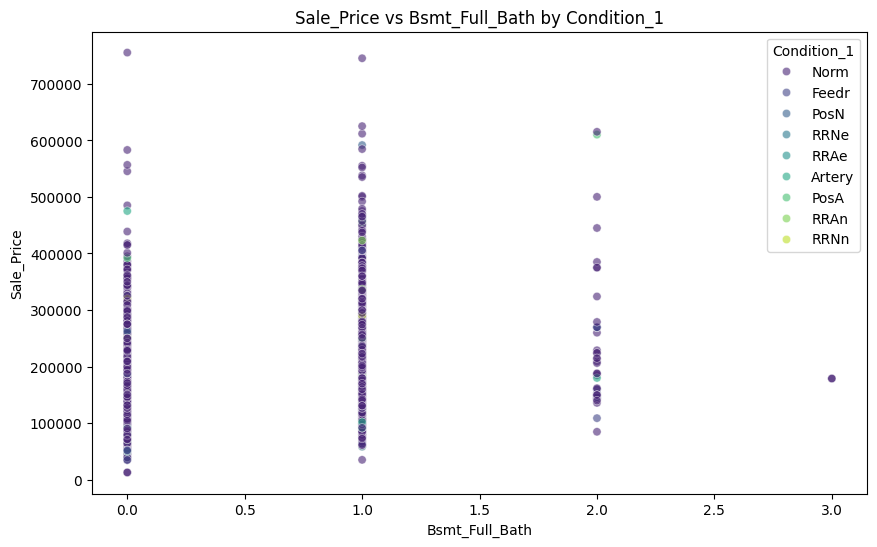 Sale_Price vs Bsmt_Full_Bath by Condition_1
Condition_1
Norm
Feedr
PosN
RRNe
RRAe
Artery
PosA
RRAn
RRNn
Sale_Price
700000
600000
500000
400000
300000
200000
100000
0
0.0
0.5
1.0
1.5
2.0
2.5
3.0
Bsmt_Full_Bath